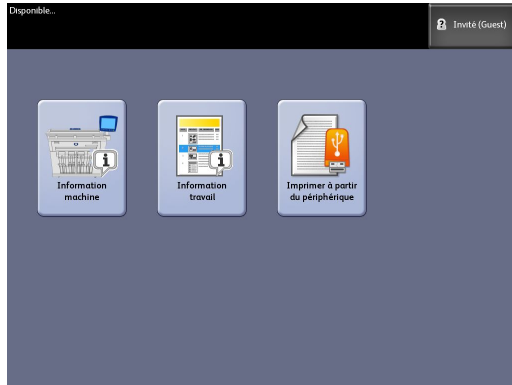 Disponible...
Invité (Guest)
Information
machine
Information
travail
Imprimer à partir
du périphérique